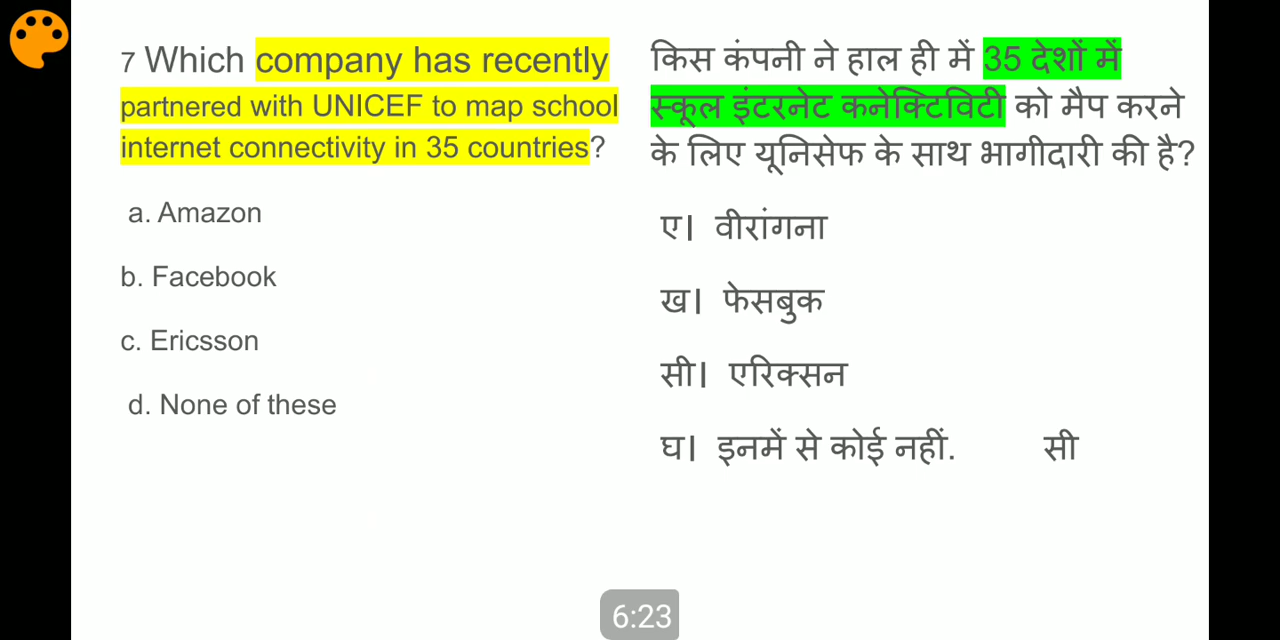 7 Which company has recently
partnered with UNICEF to map school
internet connectivity in 35 countries?
a. Amazon
b. Facebook
c. Ericsson
d. None of these
किस कंपनी ने हाल ही में 35 देशों में
स्कूल इंटरनेट कनेक्टिविटी को मैप करने
के लिए यूनिसेफ के साथ भागीदारी की है?
ए। वीरांगना
ख। फेसबुक
सी। एरिक्सन
घ। इनमें से कोई नहीं. सी
6:23